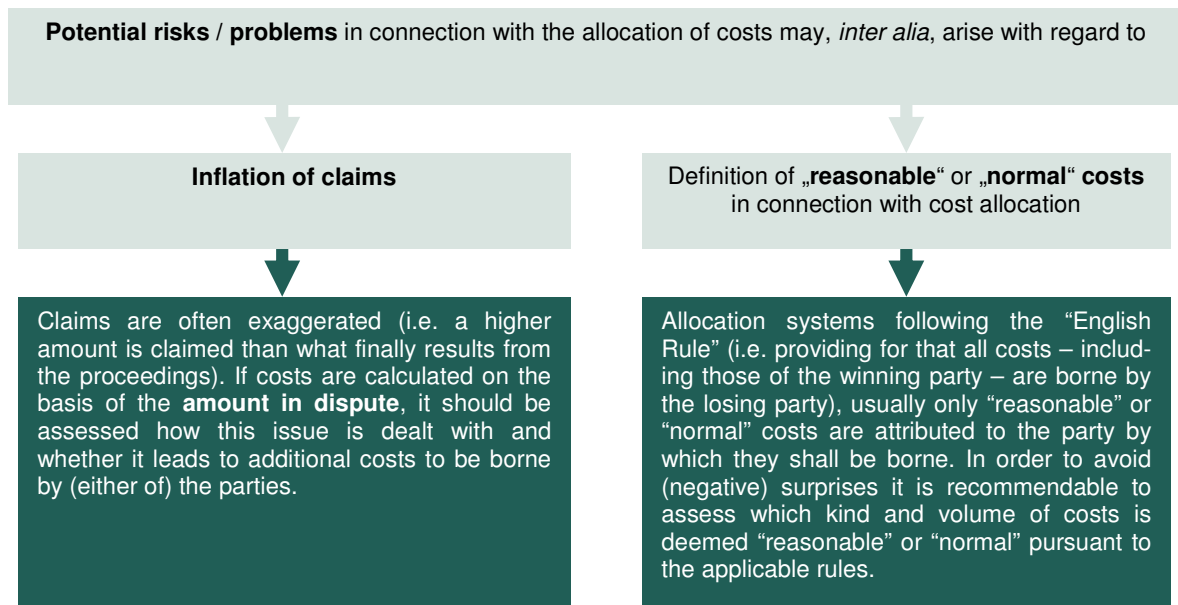 Potential risks / problems in connection with the allocation of costs may, inter alia, arise with regard to
Inflation of claims
Claims are often exaggerated (i.e. a higher
amount is claimed than what finally results from
the proceedings). If costs are calculated on the
basis of the amount in dispute, it should be
assessed how this issue is dealt with and
whether it leads to additional costs to be borne
by (either of) the parties.
Definition of „reasonable“ or „normal“ costs
in connection with cost allocation
Allocation systems following the “English
Rule” (i.e. providing for that all costs – includ-
ing those of the winning party – are borne by
the losing party), usually only “reasonable” or
“normal” costs are attributed to the party by
which they shall be borne. In order to avoid
(negative) surprises it is recommendable to
assess which kind and volume of costs is
deemed “reasonable” or “normal” pursuant to
the applicable rules.